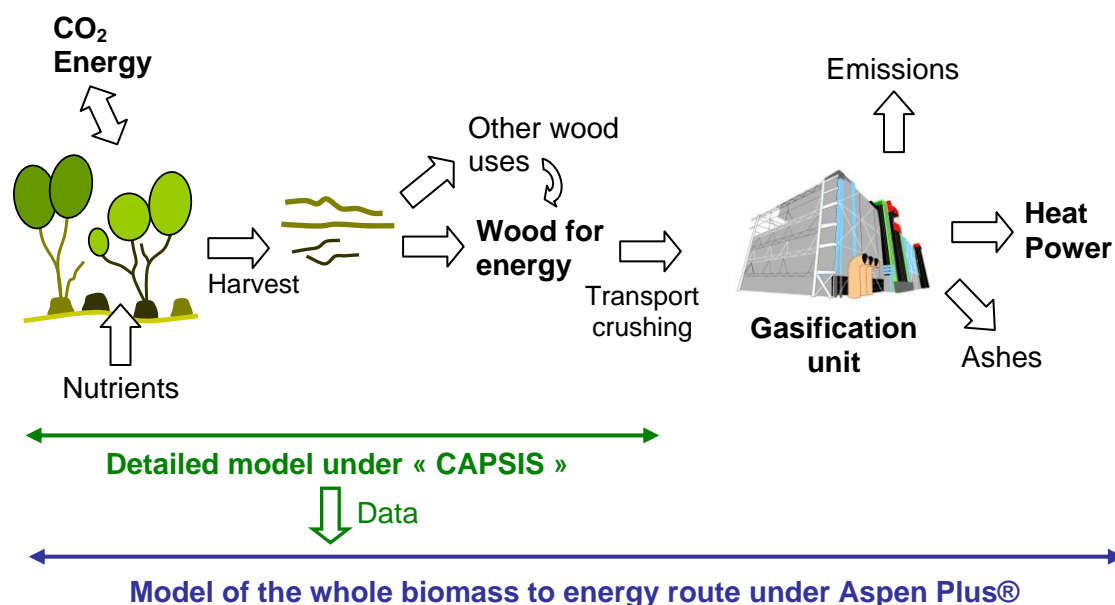 CO₂
Energy
Emissions
Other wood
uses
Harvest
Wood for
energy
Transport
crushing
Gasification
unit
Heat
Power
Ashes
Nutrients
Detailed model under « CAPSIS »
Data
Model of the whole biomass to energy route under Aspen Plus®